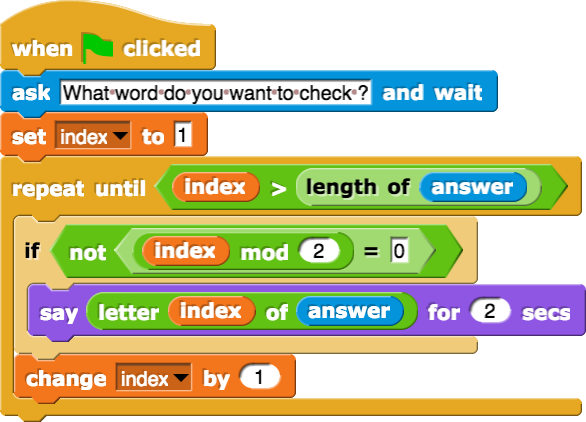 when clicked
ask What word do you want to check ? and wait
set index to 1
repeat until index > length of answer
if not index mod 2 = 0
say letter index of answer for 2 secs
change index by 1